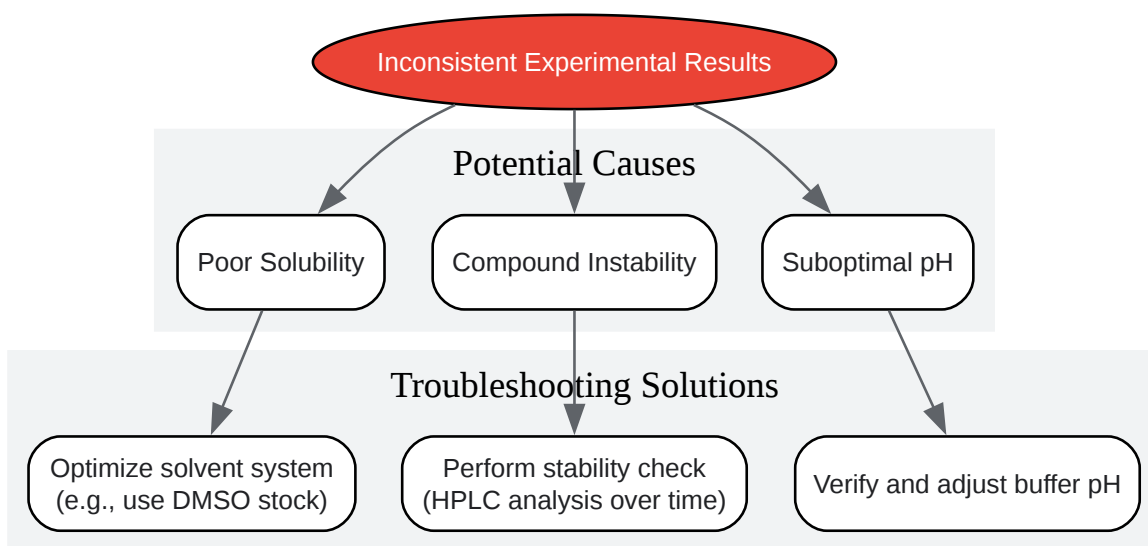 Inconsistent Experimental Results
Potential Causes
Poor Solubility
Compound Instability
Suboptimal pH
Troubleshooting Solutions
Optimize solvent system
(e.g., use DMSO stock)
Perform stability check
(HPLC analysis over time)
Verify and adjust buffer pH